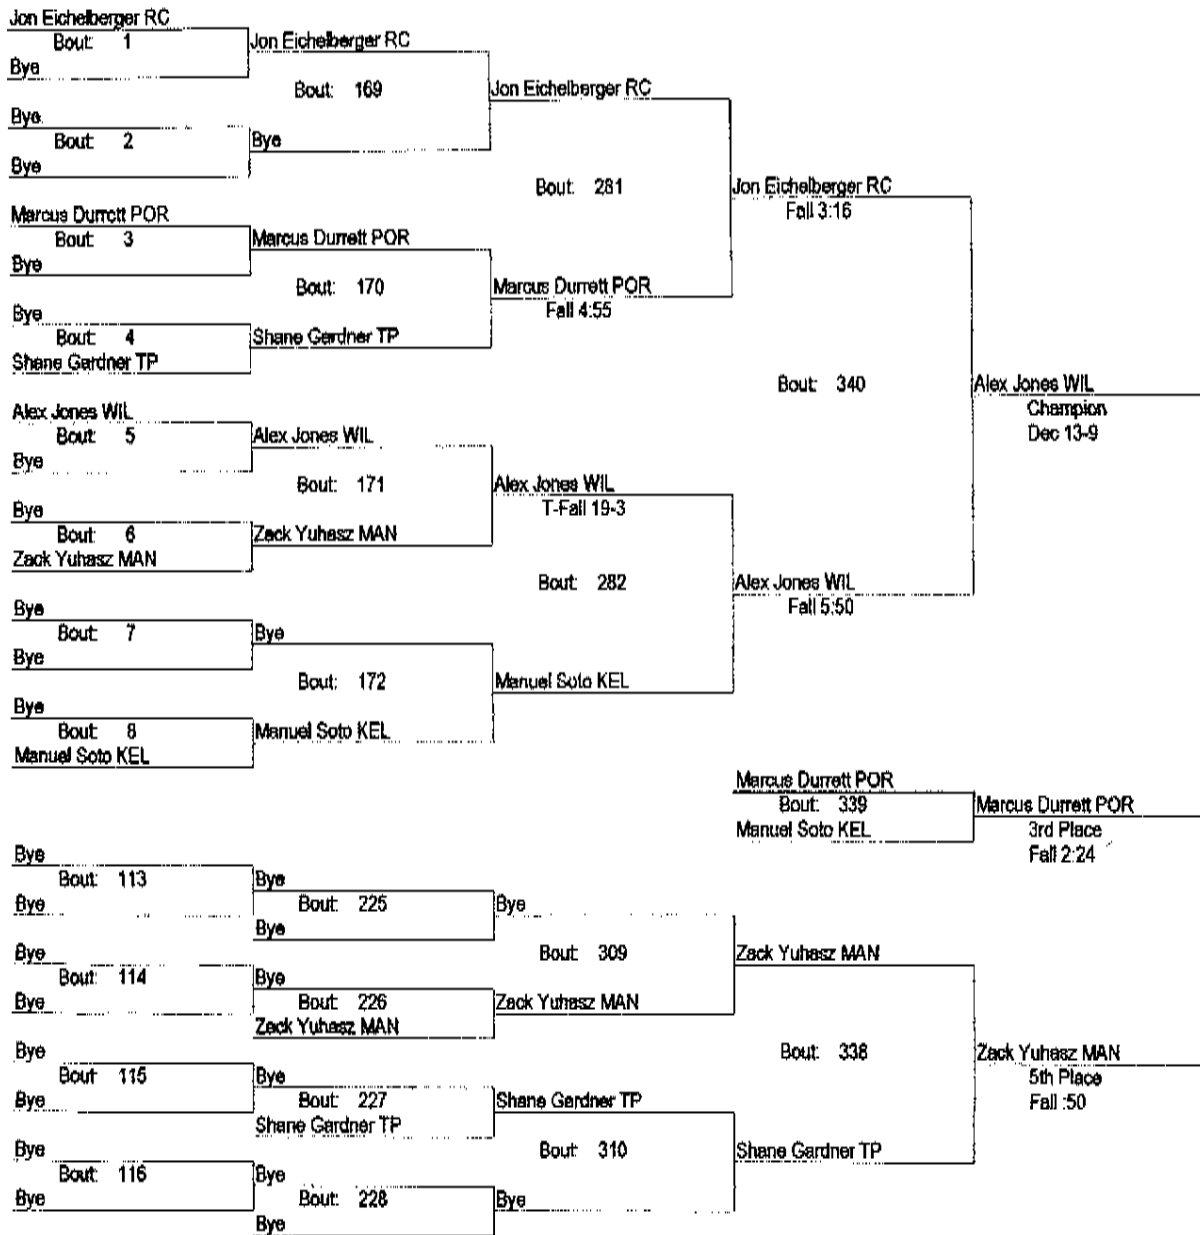 Jon Eichelberger RC
Bout: 1
Jon Eichelberger RC
Bye
Bout: 169
Jon Eichelberger RC
Bye
Bout: 2
Bye
Bye
Bout: 281
Jon Eichelberger RC
Fall 3:16
Marcus Durrett POR
Bout: 3
Marcus Durrett POR
Bye
Bout: 170
Marcus Durrett POR
Fall 4:55
Bye
Bout: 4
Shane Gardner TP
Shane Gardner TP
Bout: 340
Alex Jones WIL
Champion
Dec 13-9
Alex Jones WIL
Bout: 5
Alex Jones WIL
Bye
Bout: 171
Alex Jones WIL
T-Fall 19-3
Bye
Bout: 6
Zack Yuhasz MAN
Zack Yuhasz MAN
Bout: 282
Alex Jones WIL
Fall 5:50
Bye
Bout: 7
Bye
Bye
Bout: 172
Manuel Soto KEL
Bye
Bout: 8
Manuel Soto KEL
Manuel Soto KEL
Marcus Durrett POR
Bout: 339
Marcus Durrett POR
Manuel Soto KEL
3rd Place
Fall 2:24
Bye
Bout: 113
Bye
Bye
Bout: 225
Bye
Bye
Bye
Bout: 309
Zack Yuhasz MAN
Bout: 114
Bye
Bye
Bout: 226
Zack Yuhasz MAN
Zack Yuhasz MAN
Bye
Bout: 338
Zack Yuhasz MAN
5th Place
Fall :50
Bout 115
Bye
Bye
Bout: 227
Shane Gardner TP
Shane Gardner TP
Bye
Bout: 310
Shane Gardner TP
Bout: 116
Bye
Bye
Bout: 228
Bye
Bye